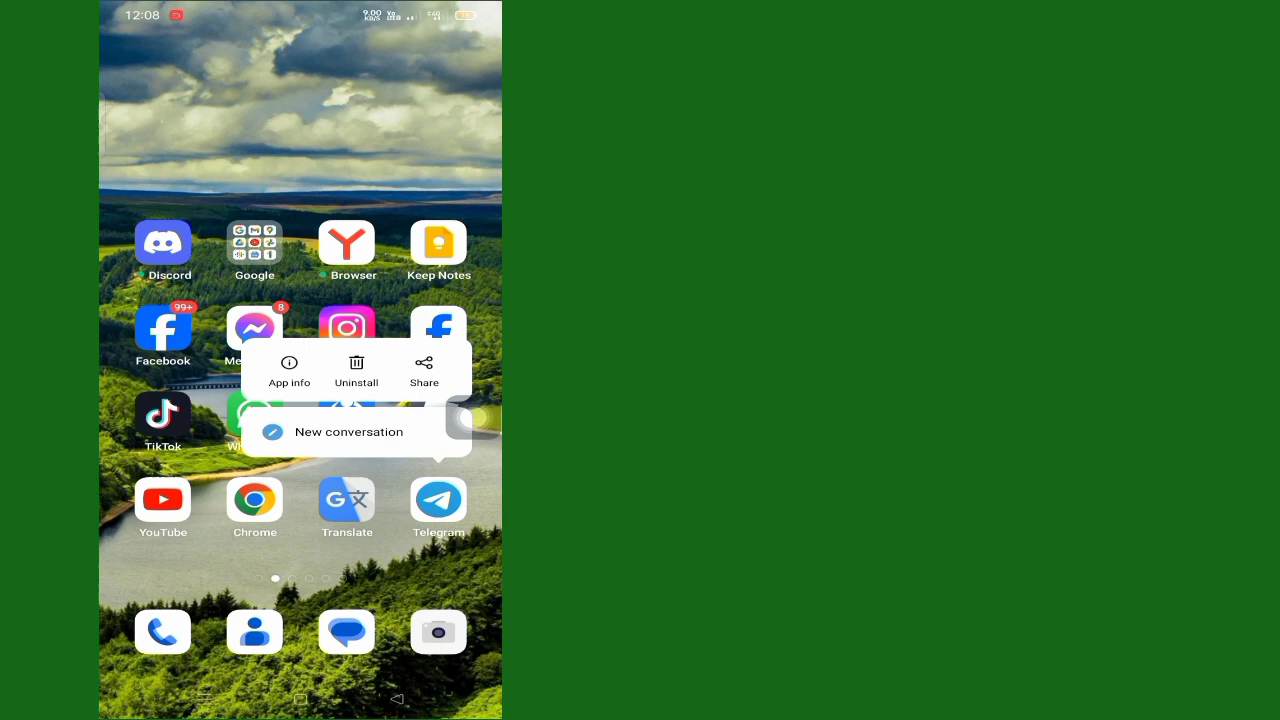 12:08
9.00 KB/S
Discord
Google
Browser
Keep Notes
99+
8
Facebook
Me
App info
Uninstall
Share
New conversation
TikTok
Wh
YouTube
Chrome
Translate
Telegram